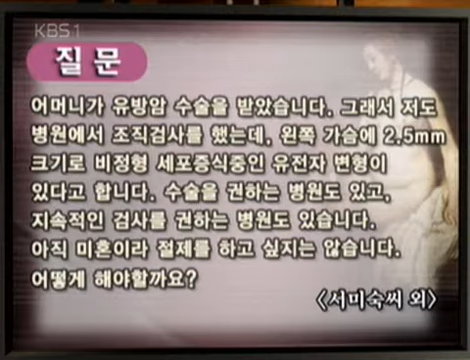 KBS1
질문
어머니가 유방암 수술을 받았습니다. 그래서 저도
병원에서 조직검사를 했는데, 왼쪽 가슴에 2.5mm
크기로 비정형 세포증식중인 유전자 변형이
있다고 합니다. 수술을 권하는 병원도 있고,
지속적인 검사를 권하는 병원도 있습니다.
아직 미혼이라 절제를 하고 싶지는 않습니다.
어떻게 해야할까요?
<서미숙씨 외>